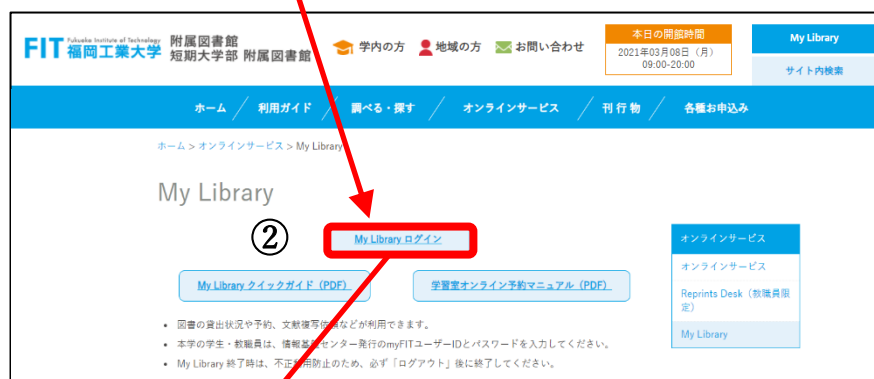 FIT Fukuoka Institute of Technology 福岡工業大学 附属図書館
短期大学部 附属図書館
学内の方 地域の方 お問い合わせ
本日の開館時間
2021年03月08日（月）
09:00-20:00
My Library
サイト内検索
ホーム 利用ガイド 調べる・探す オンラインサービス 刊行物 各種お申込み
ホーム > オンラインサービス > My Library
My Library
② My Library ログイン
My Library クイックガイド（PDF） 学習室オンライン予約マニュアル（PDF）
• 図書の貸出状況や予約、文献複写依頼などが利用できます。
• 本学の学生・教職員は、情報基盤センター発行のmyFITユーザーIDとパスワードを入力してください。
• My Library 終了時は、不正利用防止のため、必ず「ログアウト」後に終了してください。
オンラインサービス
オンラインサービス
Reprints Desk（教職員限
定）
My Library